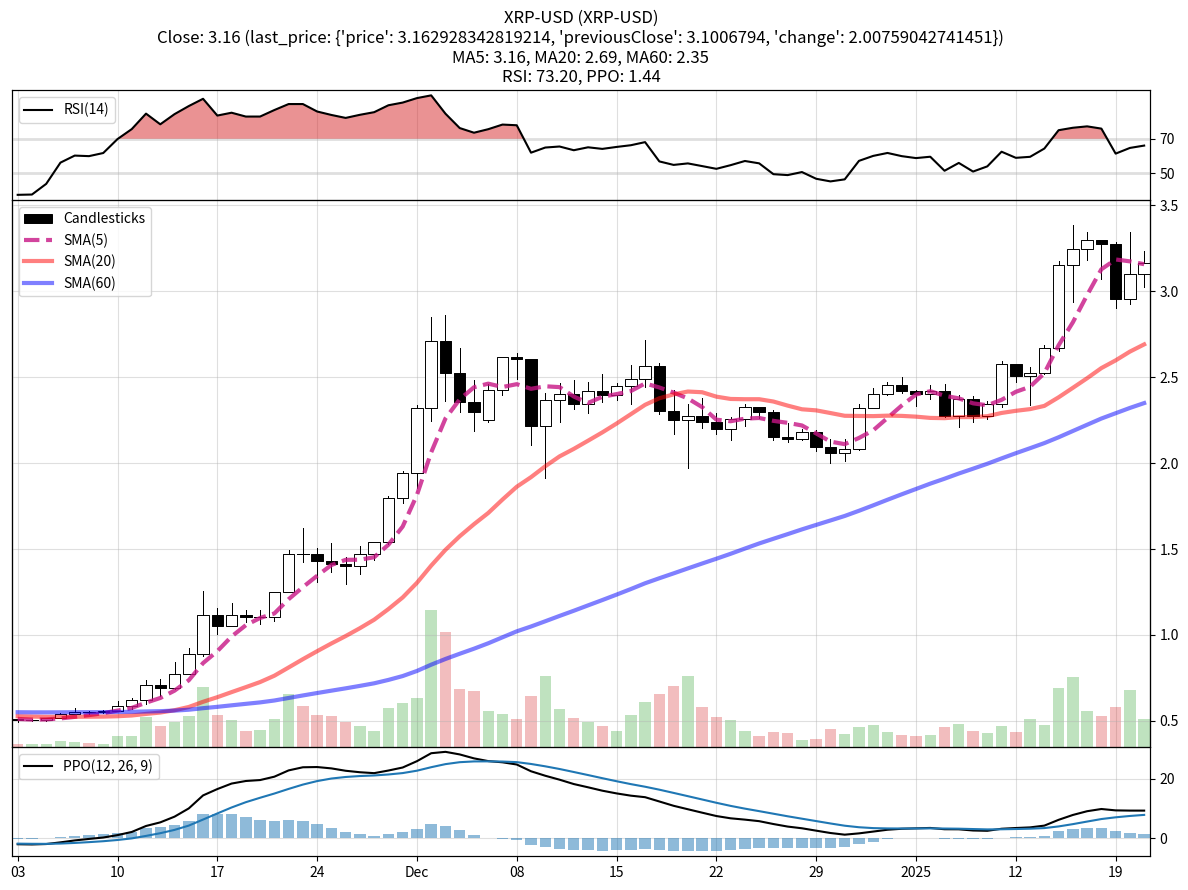 XRP-USD (XRP-USD)
Close: 3.16 (last_price: {'price': 3.162928342819214, 'previousClose': 3.1006794, 'change': 2.00759042741451})
MA5: 3.16, MA20: 2.69, MA60: 2.35
RSI: 73.20, PPO: 1.44
RSI(14)
70
50
Candlesticks
SMA(5)
SMA(20)
SMA(60)
3.5
3.0
2.5
2.0
1.5
1.0
0.5
PPO(12, 26, 9)
20
0
03 10 17 24 Dec 08 15 22 29 2025 12 19